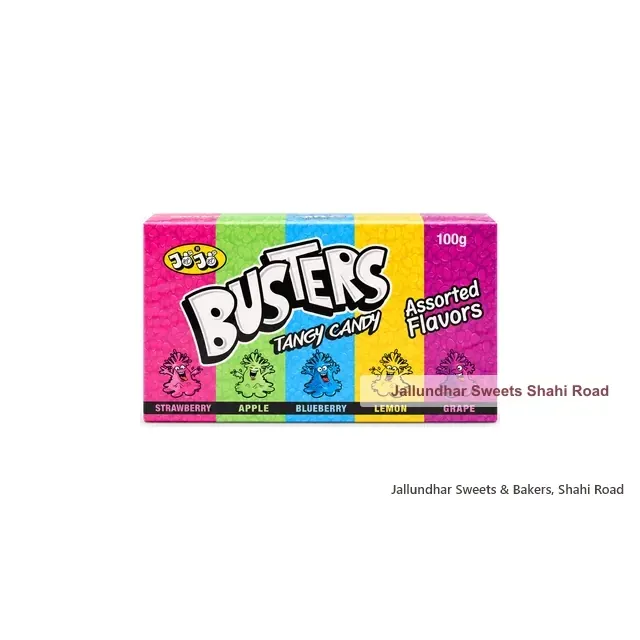 100g
JoJo
BUSTERS
TANGY CANDY
Assorted
Flavors
STRAWBERRY APPLE BLUEBERRY LEMON GRAPE
Jallundhar Sweets Shahi Road
Jallundhar Sweets & Bakers, Shahi Road